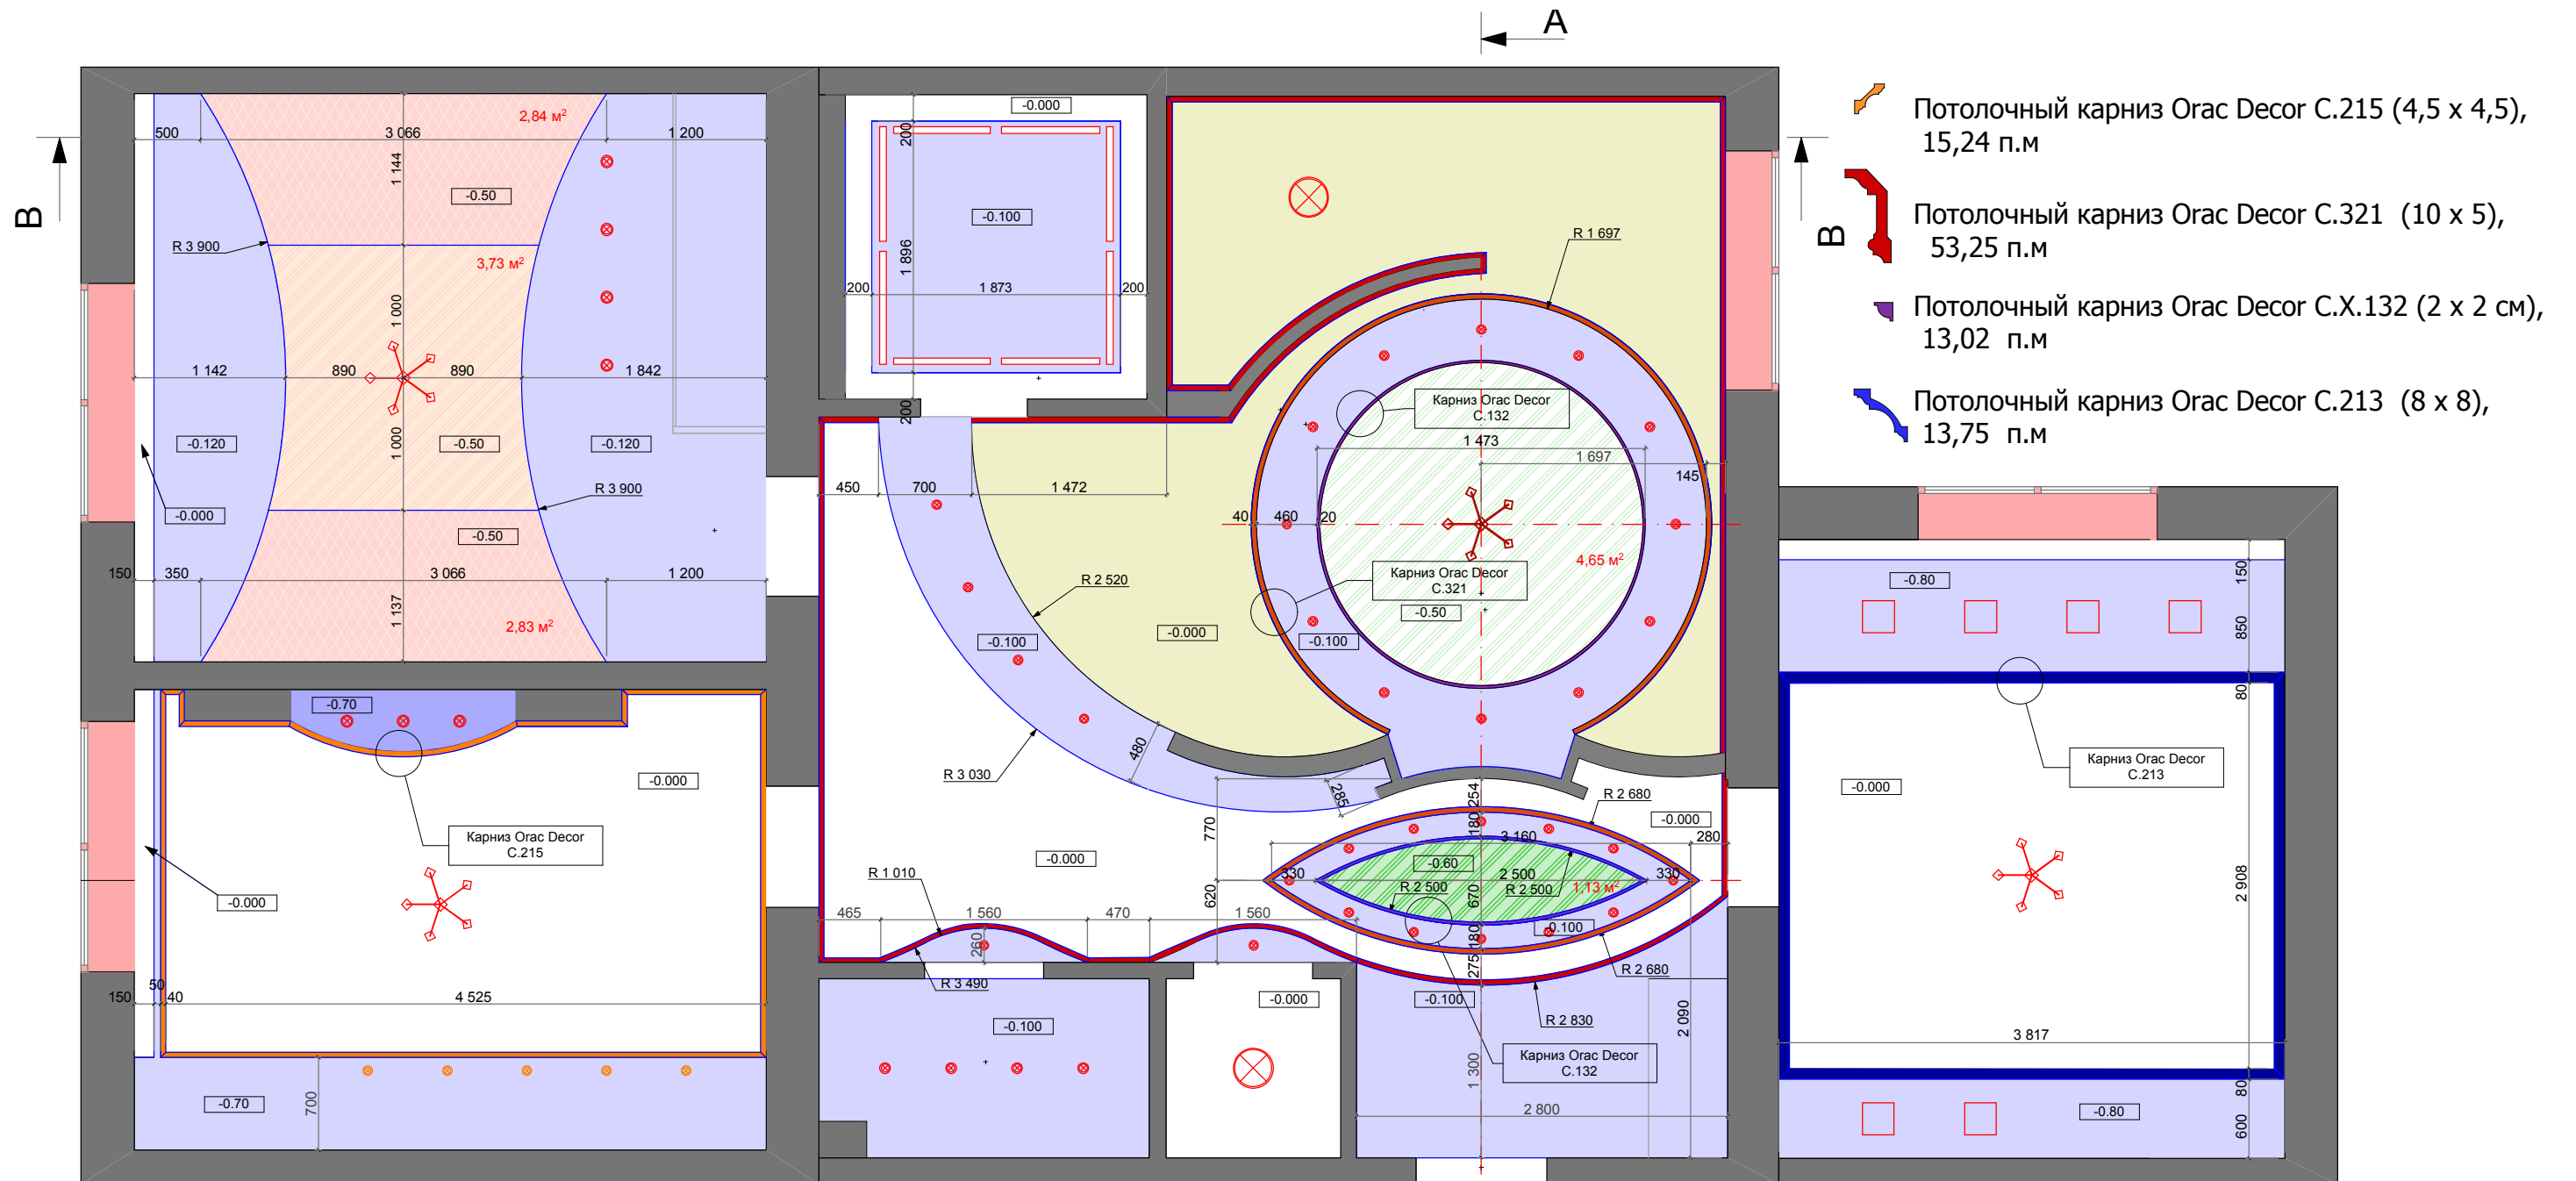 A
B
B
Потолочный карниз Orac Decor C.215 (4,5 x 4,5),
15,24 п.м
Потолочный карниз Orac Decor C.321 (10 x 5),
53,25 п.м
Потолочный карниз Orac Decor C.X.132 (2 x 2 см),
13,02 п.м
Потолочный карниз Orac Decor C.213 (8 x 8),
13,75 п.м
2,84 м²
500
3 066
1 200
1 144
-0.50
R 3 900
3,73 м²
1 000
1 142
890
890
1 842
-0.120
1 000
-0.50
-0.120
R 3 900
-0.000
-0.50
150
350
3 066
1 200
1 137
2,83 м²
-0.000
200
-0.100
1 896
200
1 873
200
200
R 1 697
Карниз Orac Decor
C.132
1 473
1 697
145
450
700
1 472
40
460
20
4,65 м²
Карниз Orac Decor
C.321
-0.50
R 2 520
-0.000
-0.100
-0.100
480
R 3 030
285
254
R 2 680
-0.000
770
180
3 160
280
-0.000
-0.60
330
2 500
330
R 2 500
R 2 500
1,13 м²
670
R 1 010
620
465
1 560
470
1 560
260
180
-0.100
275
R 2 680
R 3 490
-0.000
-0.100
R 2 830
-0.100
2 090
Карниз Orac Decor
C.132
1 300
2 800
-0.70
-0.000
Карниз Orac Decor
C.215
-0.000
50
150
40
4 525
-0.70
700
-0.80
150
850
80
Карниз Orac Decor
C.213
-0.000
2 908
3 817
80
-0.80
600